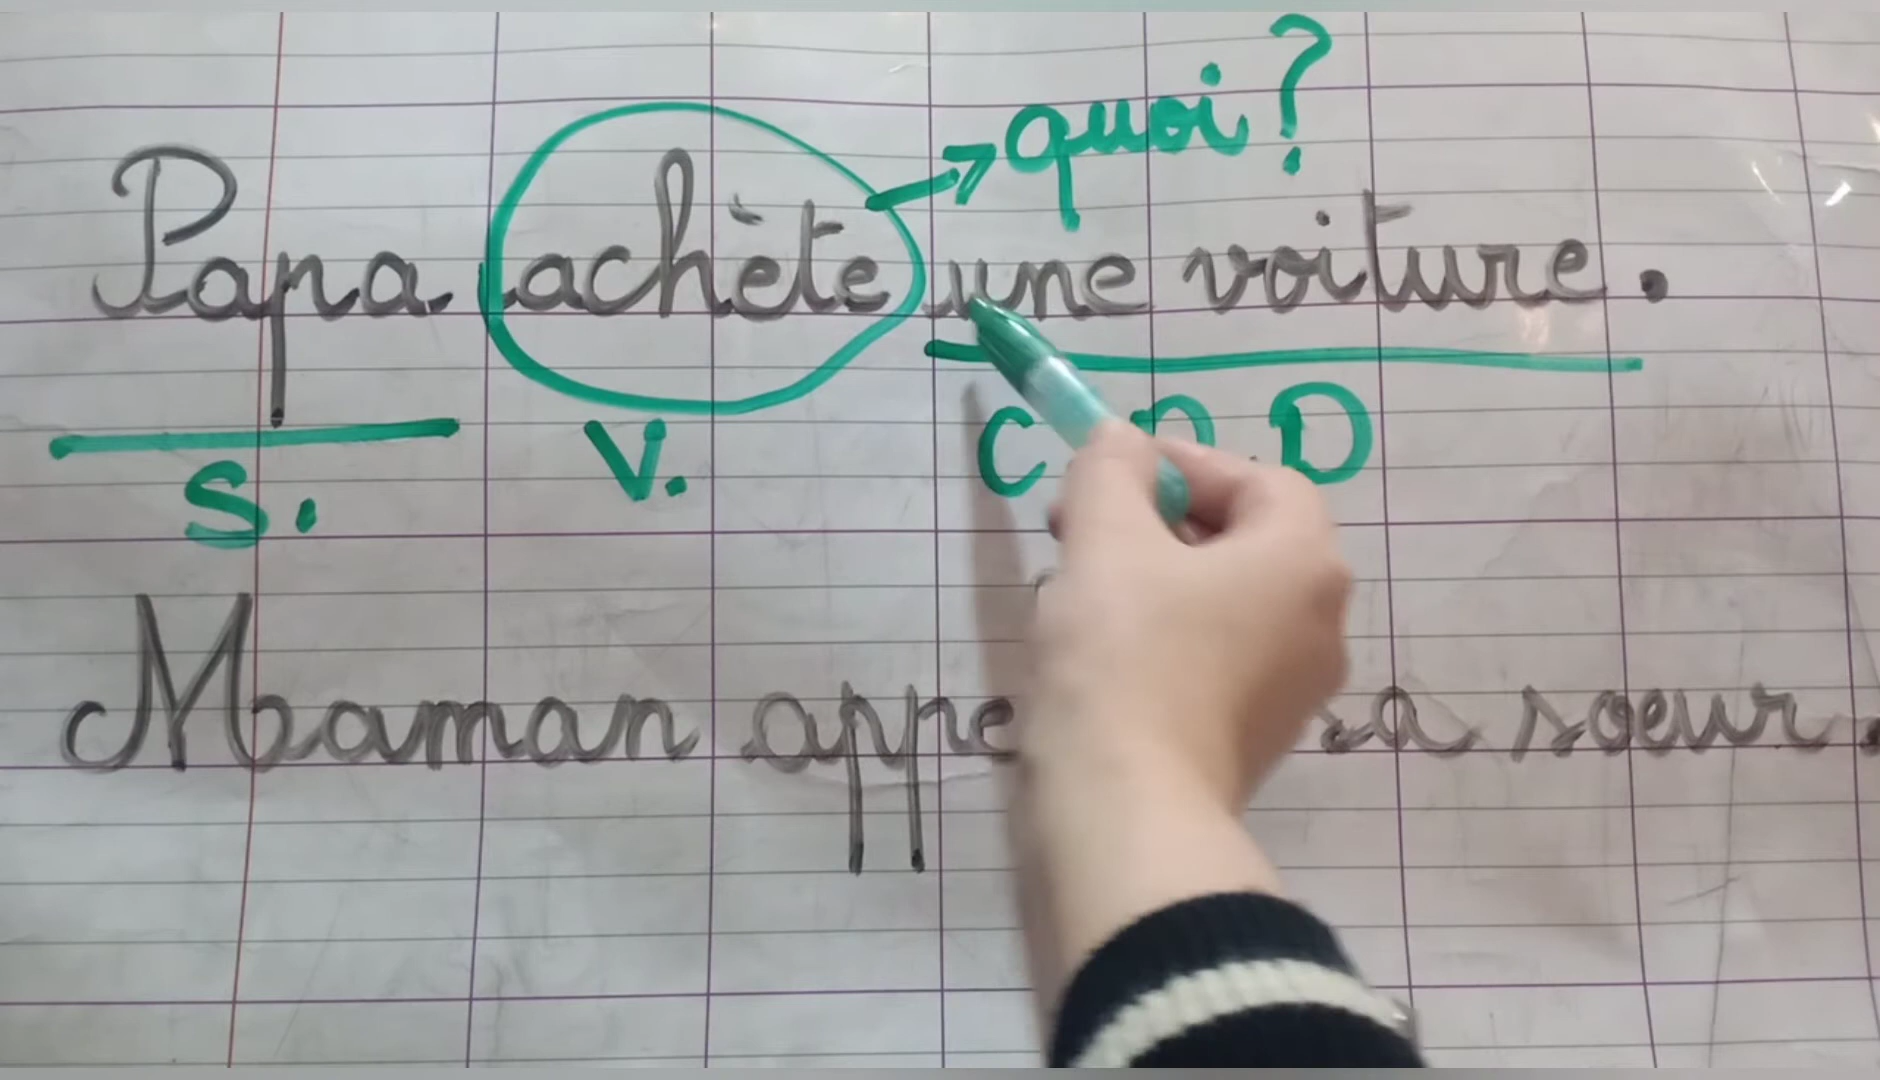 quoi ?
Papa achète une voiture.
S. V. C O D
Maman sa soeur.